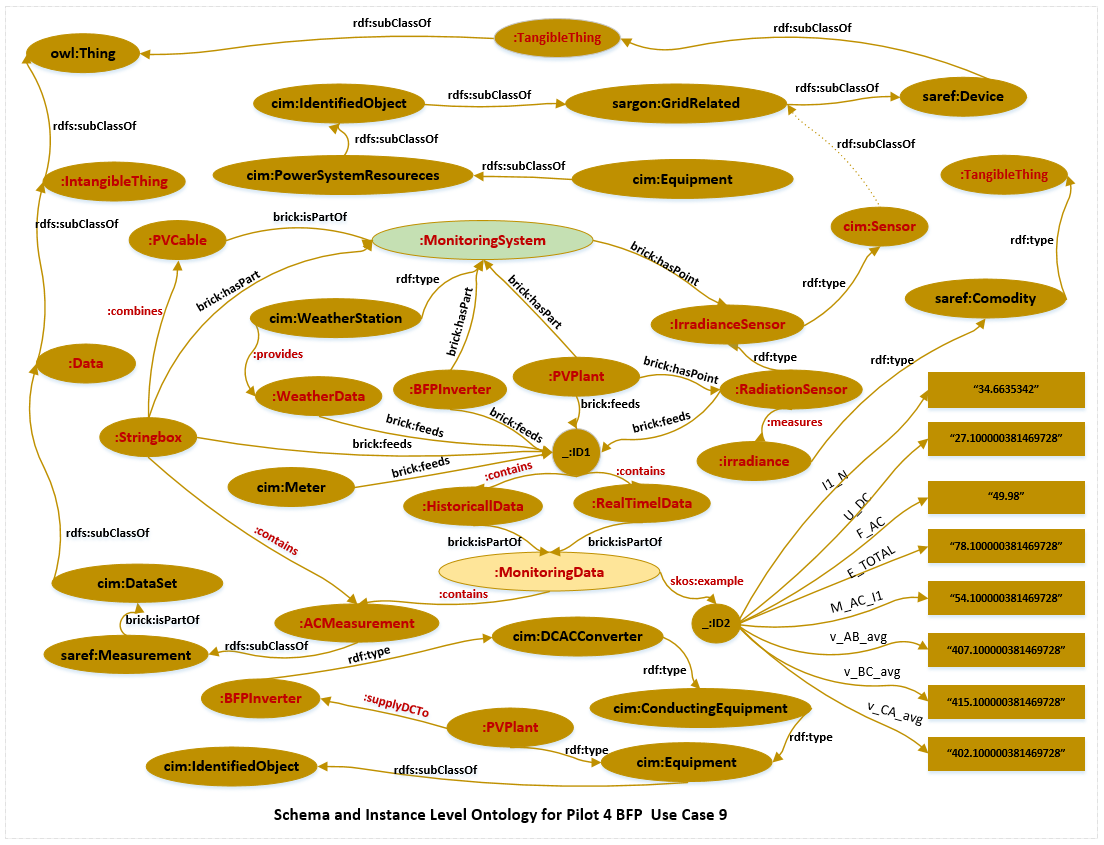 rdf:subClassOf
:TangibleThing
rdf:subClassOf
owl:Thing
cim:IdentifiedObject
rdfs:subClassOf
sargon:GridRelated
rdfs:subClassOf
saref:Device
rdfs:subClassOf
rdfs:subClassOf
rdf:subClassOf
:IntangibleThing
cim:PowerSystemResoureces
rdfs:subClassOf
cim:Equipment
:TangibleThing
rdfs:subClassOf
:PVCable
brick:isPartOf
:MonitoringSystem
cim:Sensor
rdf:type
brick:hasPart
rdf:type
brick:hasPoint
rdf:type
saref:Comodity
:combines
cim:WeatherStation
brick:hasPart
brick:hasPart
:IrradianceSensor
:provides
rdf:type
rdf:type
:Data
brick:hasPoint
:WeatherData
:BFPInverter
:PVPlant
:RadiationSensor
“34.6635342”
brick:feeds
brick:feeds
brick:feeds
brick:feeds
:measures
:Stringbox
brick:feeds
_:ID1
:irradiance
“27.100000381469728”
cim:Meter
brick:feeds
:contains
:contains
I1_N
U_DC
“49.98”
:HistoricallData
:RealTimelData
F_AC
rdfs:subClassOf
:contains
brick:isPartOf
brick:isPartOf
E_TOTAL
“78.100000381469728”
cim:DataSet
:MonitoringData
skos:example
:contains
M_AC_I1
“54.100000381469728”
brick:isPartOf
:ACMeasurement
_:ID2
cim:DCACConverter
v_AB_avg
“407.100000381469728”
saref:Measurement
rdfs:subClassOf
rdf:type
rdf:type
v_BC_avg
“415.100000381469728”
:BFPInverter
:supplyDCTo
cim:ConductingEquipment
v_CA_avg
:PVPlant
rdf:type
rdf:type
“402.100000381469728”
cim:IdentifiedObject
rdfs:subClassOf
cim:Equipment
Schema and Instance Level Ontology for Pilot 4 BFP Use Case 9